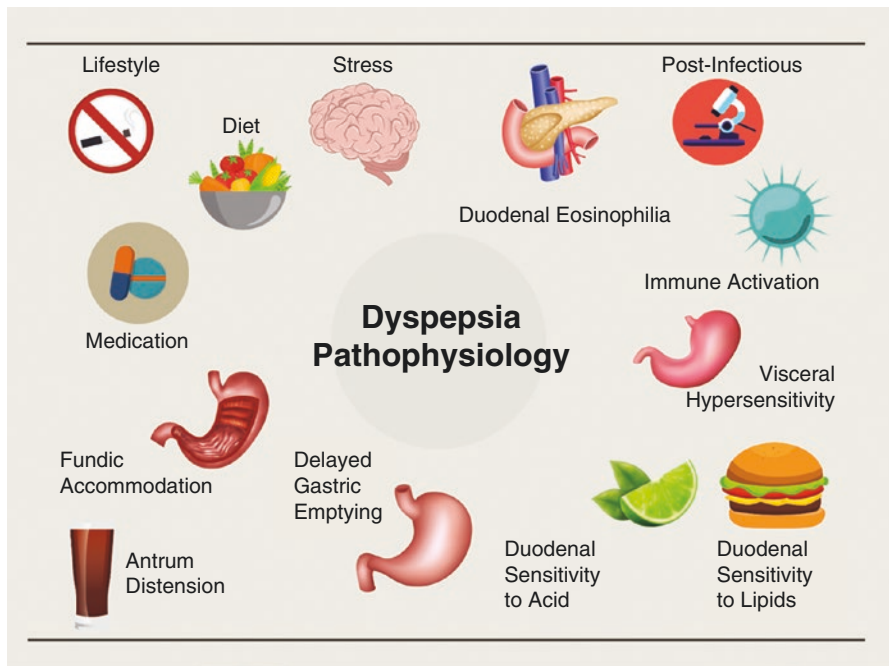 Lifestyle
Stress
Post-Infectious
Diet
Duodenal Eosinophilia
Immune Activation
Medication
Dyspepsia
Pathophysiology
Visceral
Hypersensitivity
Fundic
Accommodation
Delayed
Gastric
Emptying
Antrum
Distension
Duodenal
Sensitivity
to Acid
Duodenal
Sensitivity
to Lipids